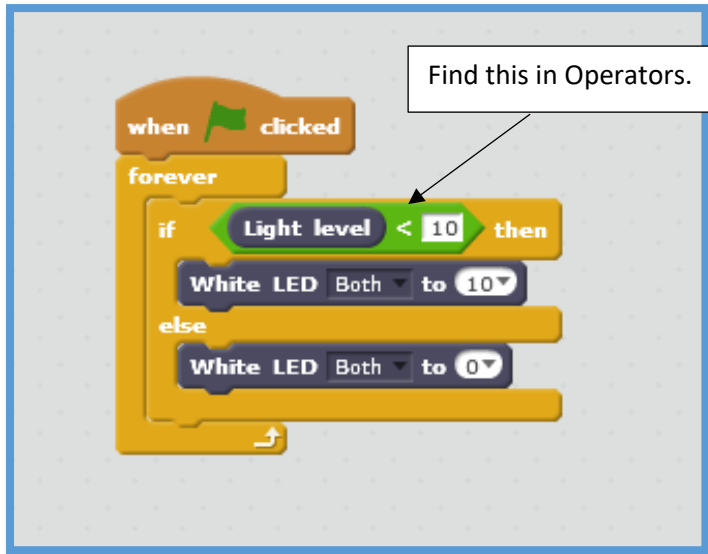 Find this in Operators.
when clicked
forever
if Light level < 10 then
White LED Both to 10
else
White LED Both to 0